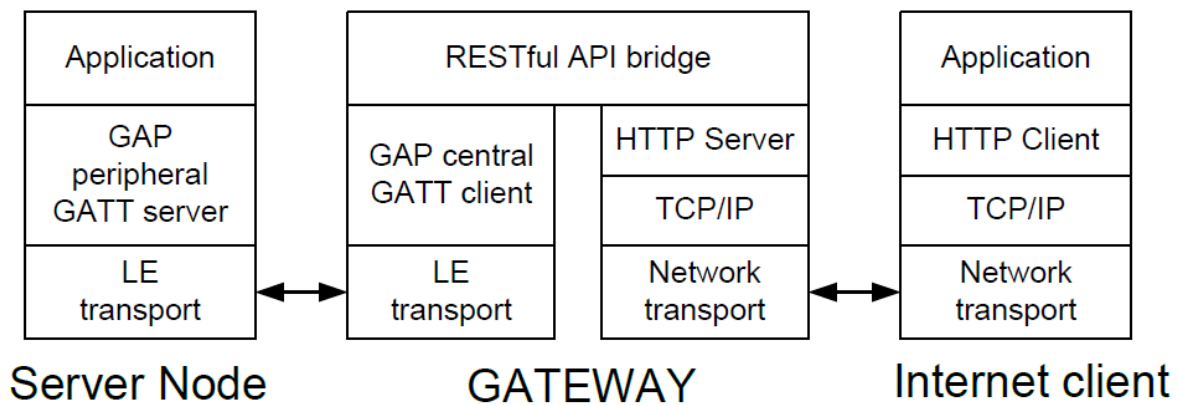 Application
GAP
peripheral
GATT server
LE
transport
Server Node
RESTful API bridge
GAP central
GATT client
LE
transport
HTTP Server
TCP/IP
Network
transport
GATEWAY
Application
HTTP Client
TCP/IP
Network
transport
Internet client